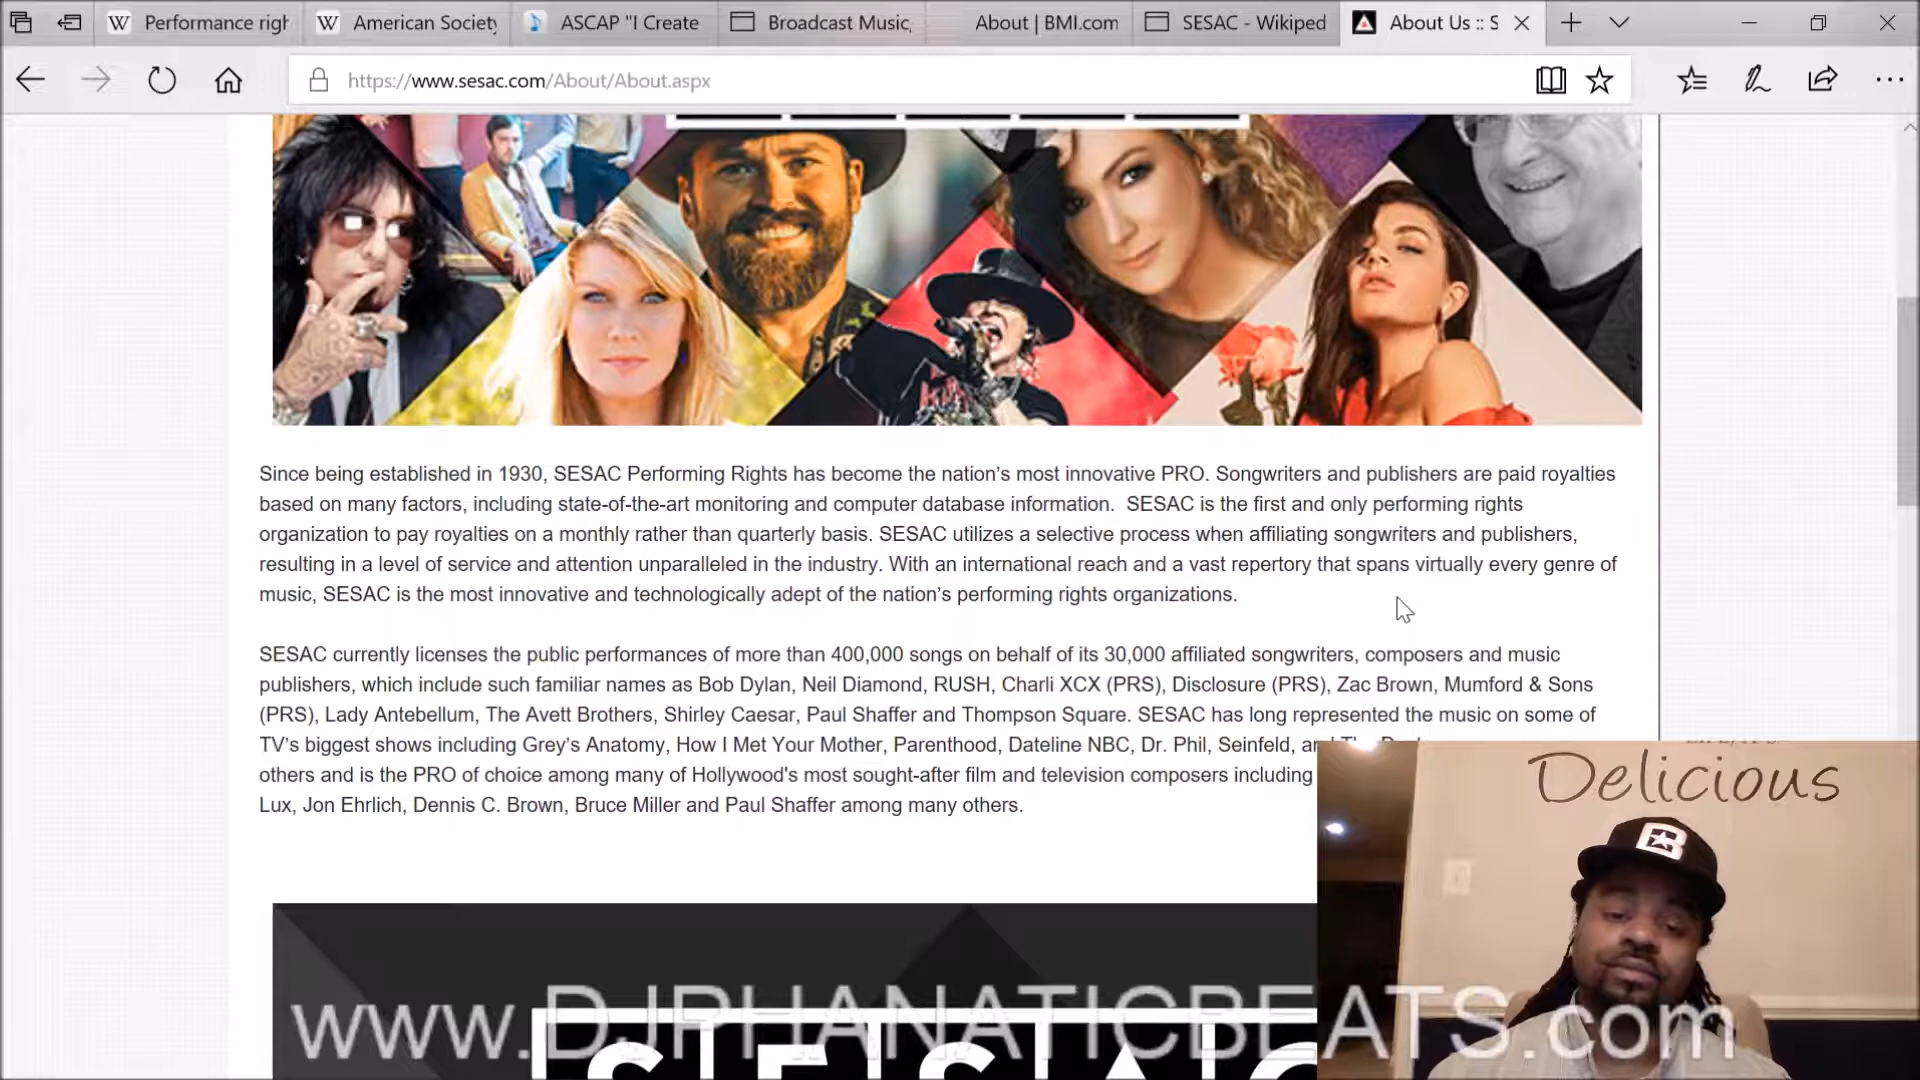 Performance righ
American Society
ASCAP "I Create
Broadcast Music,
About | BMI.com
SESAC - Wikiped
About Us :: S
https://www.sesac.com/About/About.aspx
Since being established in 1930, SESAC Performing Rights has become the nation's most innovative PRO. Songwriters and publishers are paid royalties
based on many factors, including state-of-the-art monitoring and computer database information.  SESAC is the first and only performing rights
organization to pay royalties on a monthly rather than quarterly basis. SESAC utilizes a selective process when affiliating songwriters and publishers,
resulting in a level of service and attention unparalleled in the industry. With an international reach and a vast repertory that spans virtually every genre of
music, SESAC is the most innovative and technologically adept of the nation's performing rights organizations.
SESAC currently licenses the public performances of more than 400,000 songs on behalf of its 30,000 affiliated songwriters, composers and music
publishers, which include such familiar names as Bob Dylan, Neil Diamond, RUSH, Charli XCX (PRS), Disclosure (PRS), Zac Brown, Mumford & Sons
(PRS), Lady Antebellum, The Avett Brothers, Shirley Caesar, Paul Shaffer and Thompson Square. SESAC has long represented the music on some of
TV's biggest shows including Grey's Anatomy, How I Met Your Mother, Parenthood, Dateline NBC, Dr. Phil, Seinfeld,
others and is the PRO of choice among many of Hollywood's most sought-after film and television composers including
Lux, Jon Ehrlich, Dennis C. Brown, Bruce Miller and Paul Shaffer among many others.
Delicious
B
www.DJPHANATICBEATS.com
SESAC